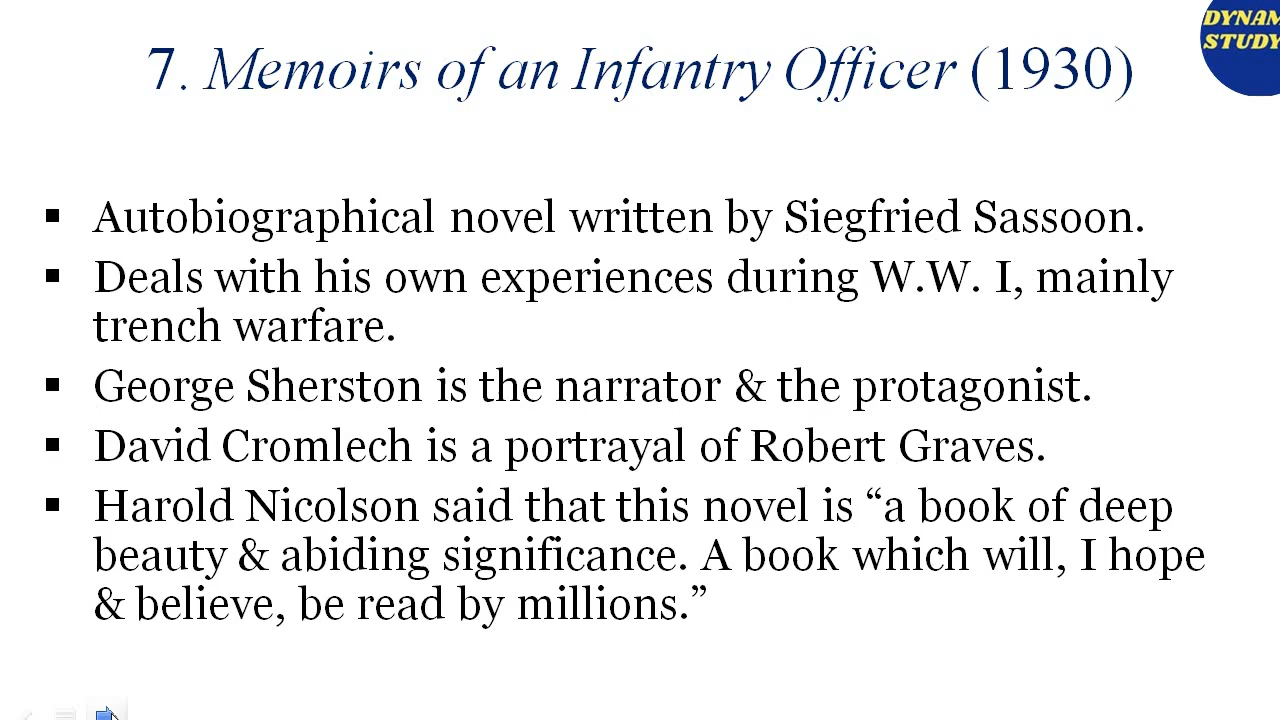 DYNAM
STUDY
7. Memoirs of an Infantry Officer (1930)
▪ Autobiographical novel written by Siegfried Sassoon.
▪ Deals with his own experiences during W.W. I, mainly
trench warfare.
▪ George Sherston is the narrator & the protagonist.
▪ David Cromlech is a portrayal of Robert Graves.
▪ Harold Nicolson said that this novel is “a book of deep
beauty & abiding significance. A book which will, I hope
& believe, be read by millions.”